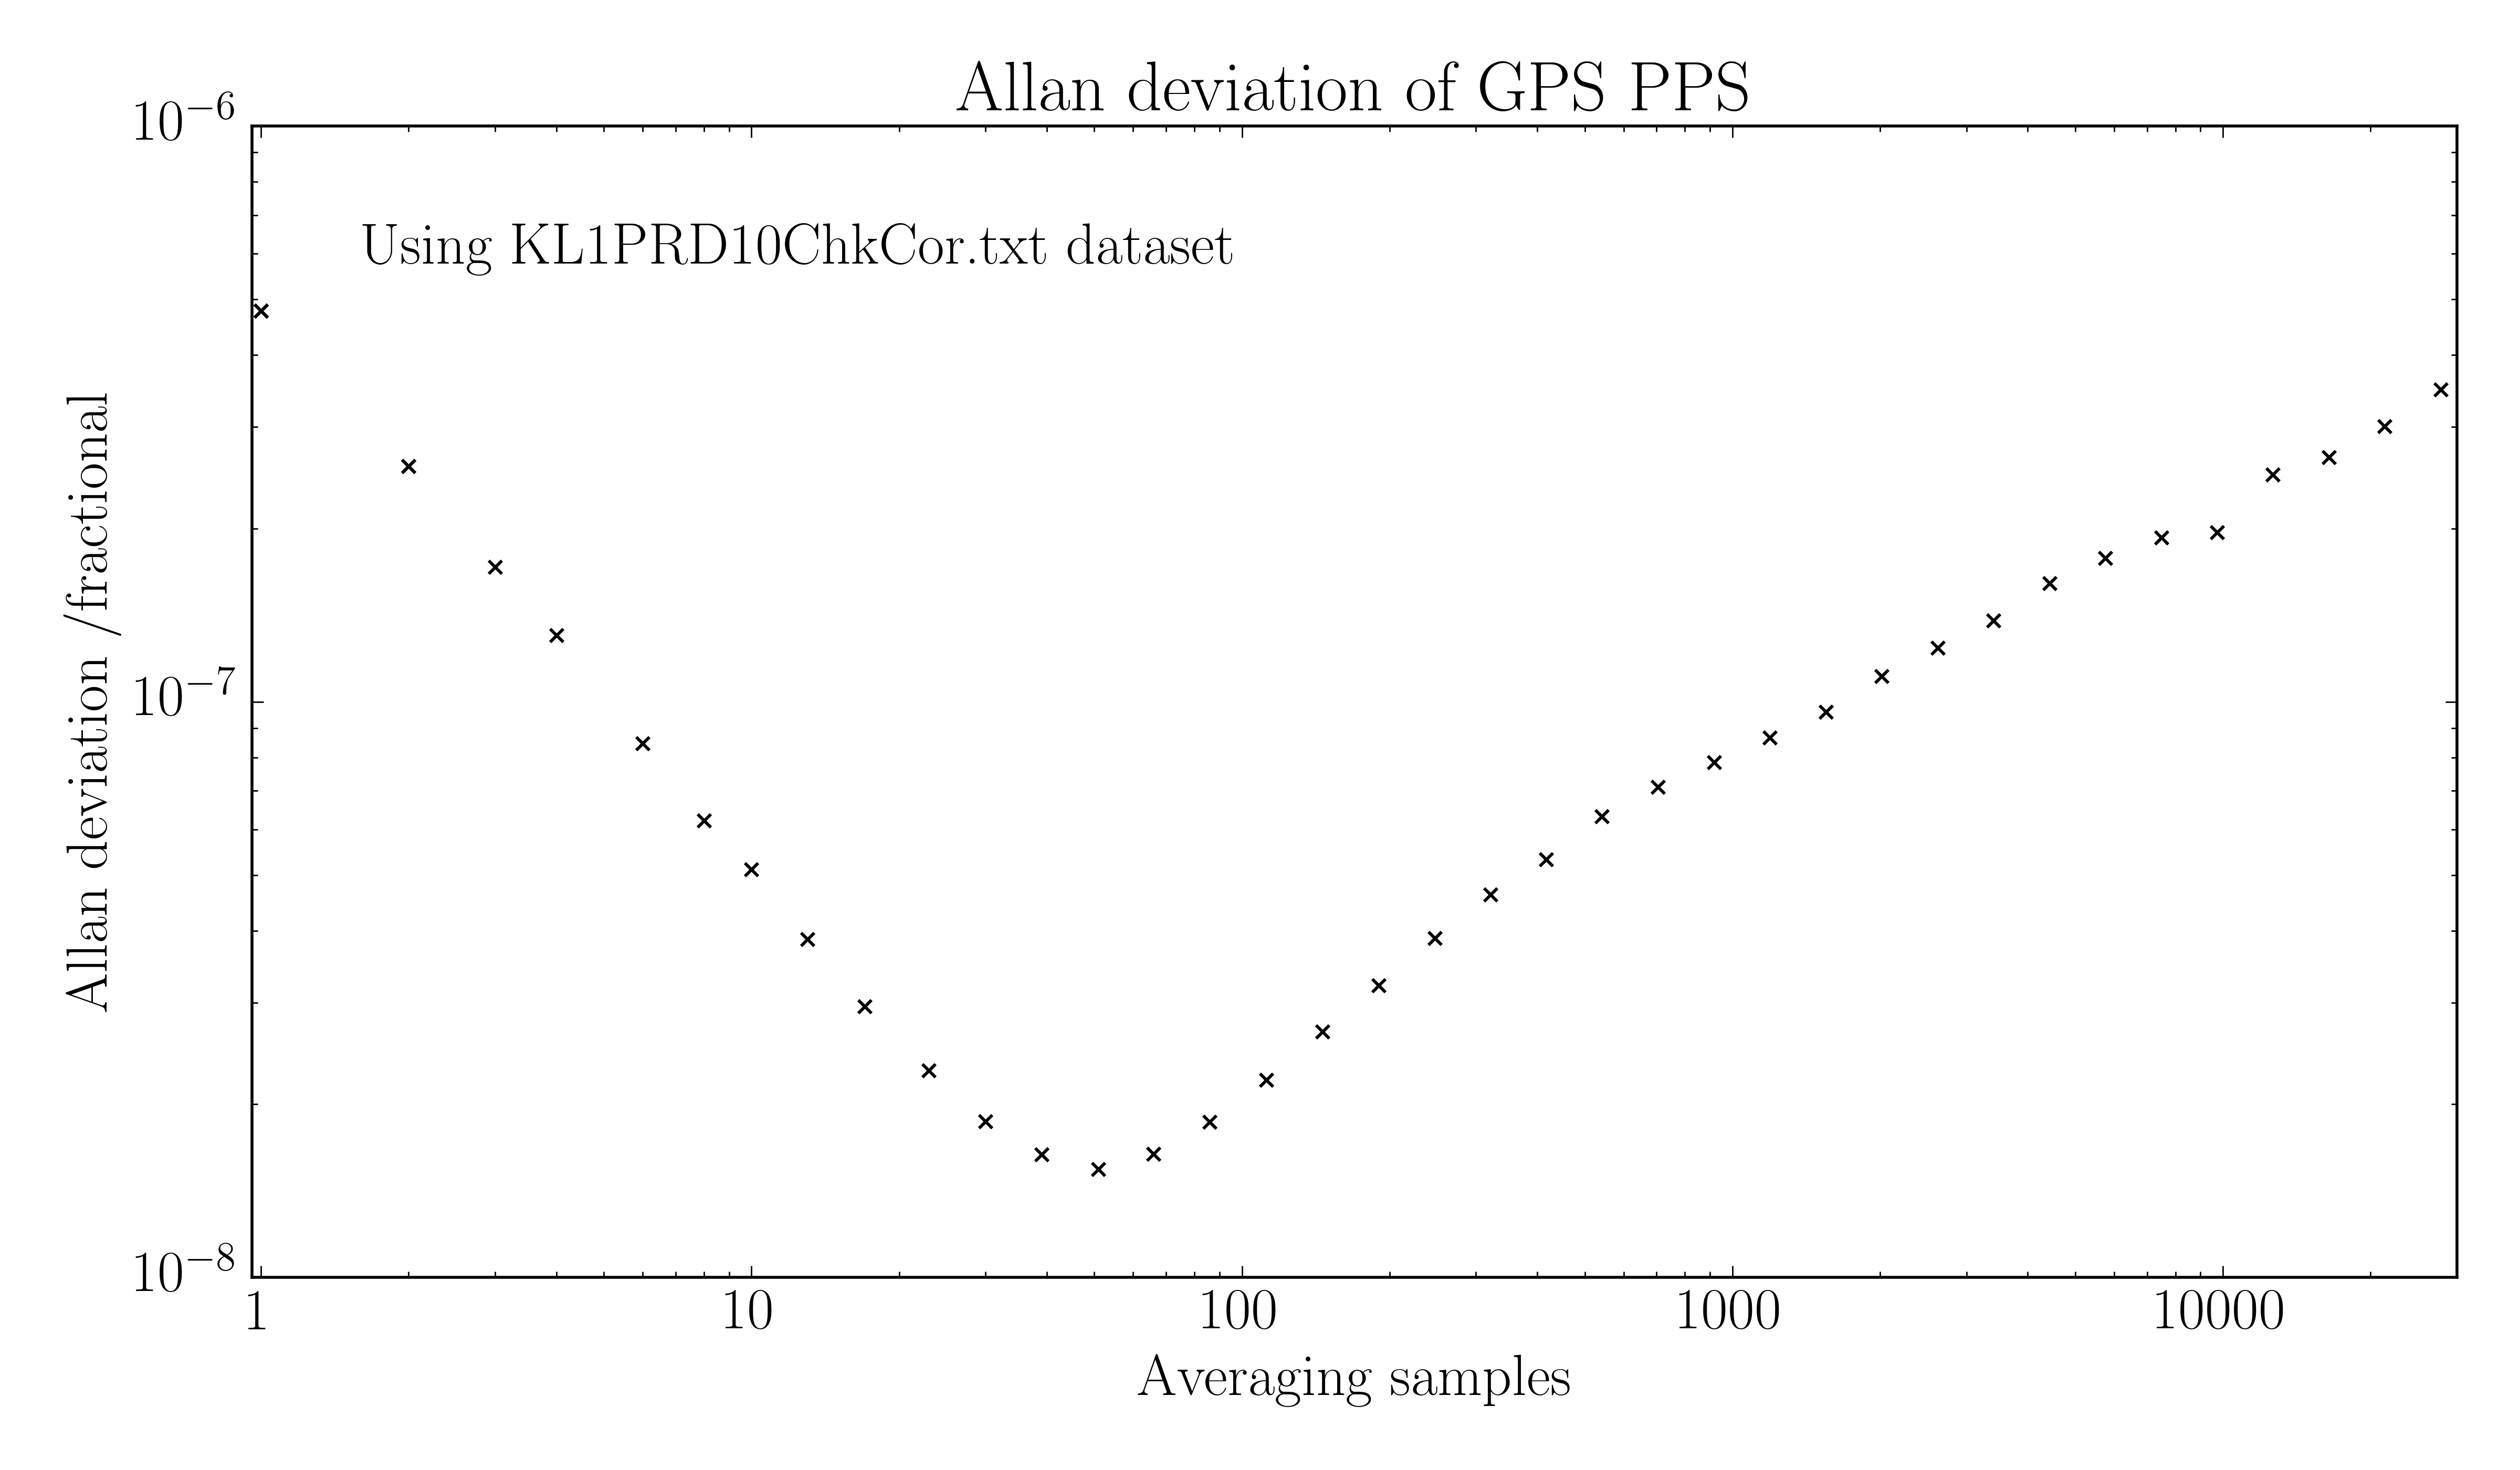 Allan deviation of GPS PPS
Using KL1PRD10ChkCor.txt dataset
Allan deviation /fractional
10⁻⁶
10⁻⁷
10⁻⁸
1 10 100 1000 10000
Averaging samples